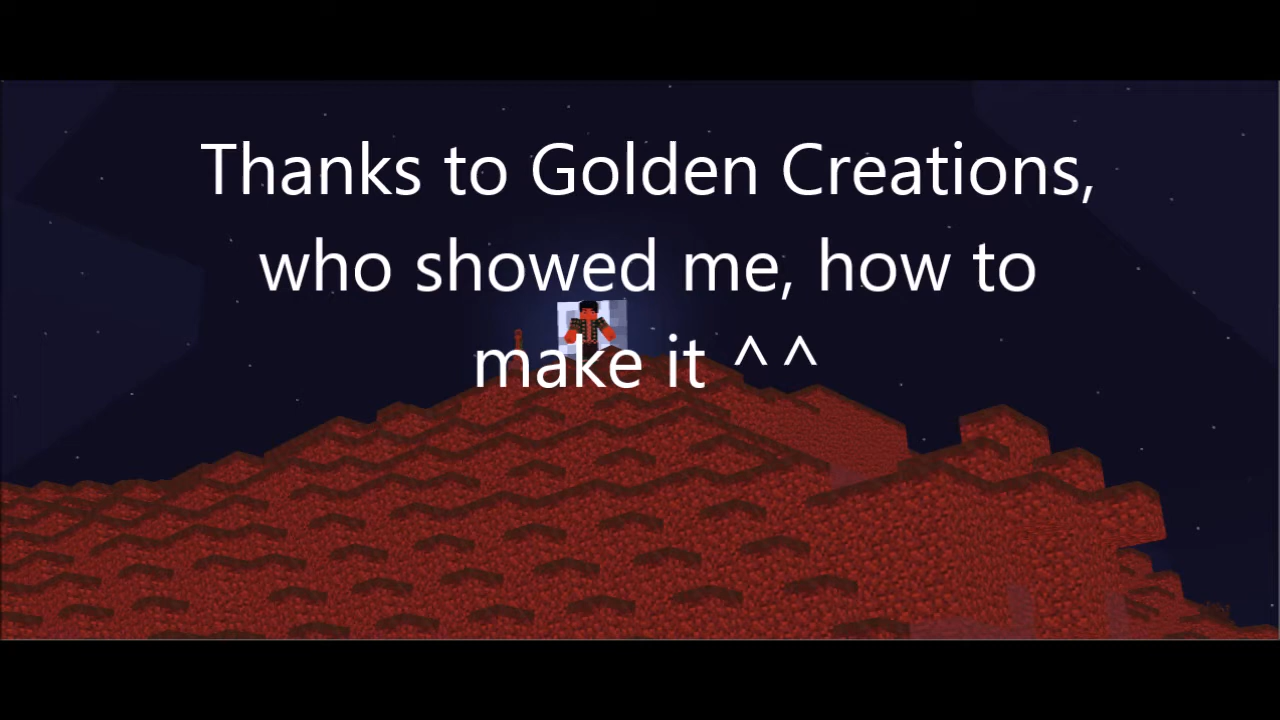 Thanks to Golden Creations,
who showed me, how to
make it ^^